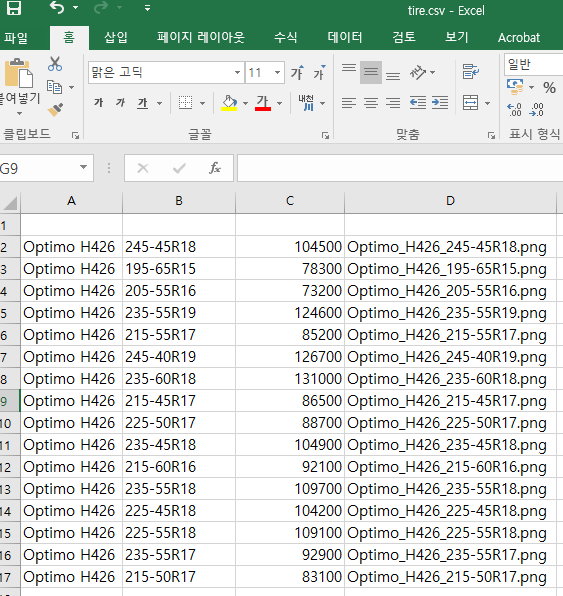 tire.csv - Excel
파일 홈 삽입 페이지 레이아웃 수식 데이터 검토 보기 Acrobat
붙여넣기
맑은 고딕 11 가 가 일반
가 가 가 가 내천 %
클립보드 글꼴 맞춤 표시 형식
G9 fx
A B C D
1
2 Optimo H426 245-45R18 104500 Optimo_H426_245-45R18.png
3 Optimo H426 195-65R15 78300 Optimo_H426_195-65R15.png
4 Optimo H426 205-55R16 73200 Optimo_H426_205-55R16.png
5 Optimo H426 235-55R19 124600 Optimo_H426_235-55R19.png
6 Optimo H426 215-55R17 85200 Optimo_H426_215-55R17.png
7 Optimo H426 245-40R19 126700 Optimo_H426_245-40R19.png
8 Optimo H426 235-60R18 131000 Optimo_H426_235-60R18.png
9 Optimo H426 215-45R17 86500 Optimo_H426_215-45R17.png
10 Optimo H426 225-50R17 88700 Optimo_H426_225-50R17.png
11 Optimo H426 235-45R18 104900 Optimo_H426_235-45R18.png
12 Optimo H426 215-60R16 92100 Optimo_H426_215-60R16.png
13 Optimo H426 235-55R18 109700 Optimo_H426_235-55R18.png
14 Optimo H426 225-45R18 104200 Optimo_H426_225-45R18.png
15 Optimo H426 225-55R18 109100 Optimo_H426_225-55R18.png
16 Optimo H426 235-55R17 92900 Optimo_H426_235-55R17.png
17 Optimo H426 215-50R17 83100 Optimo_H426_215-50R17.png